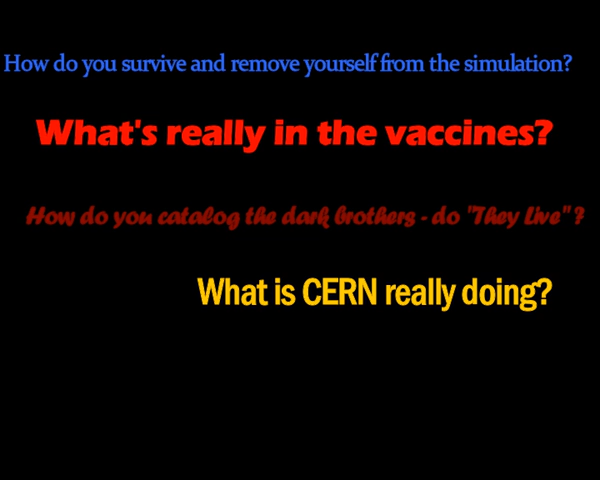 How do you survive and remove yourself from the simulation?
What's really in the vaccines?
How do you catalog the dark brothers - do "They Live" ?
What is CERN really doing?